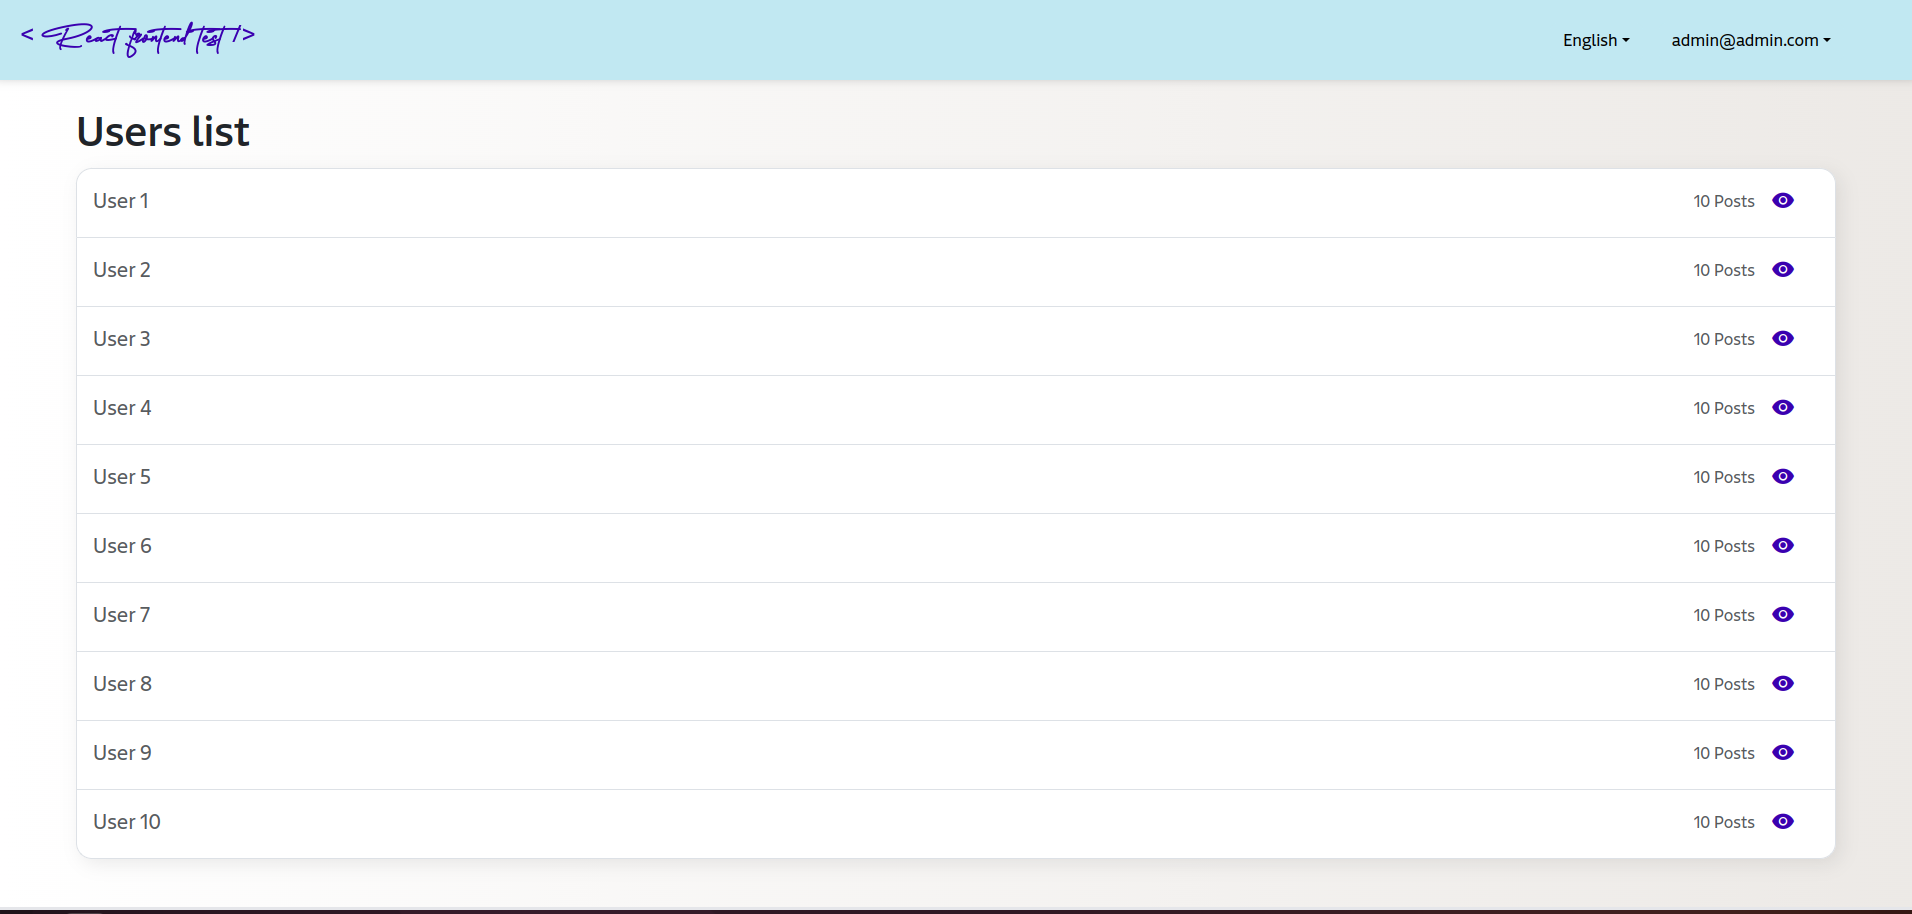 < React frontend test />
English
admin@admin.com
Users list
User 1 10 Posts
User 2 10 Posts
User 3 10 Posts
User 4 10 Posts
User 5 10 Posts
User 6 10 Posts
User 7 10 Posts
User 8 10 Posts
User 9 10 Posts
User 10 10 Posts